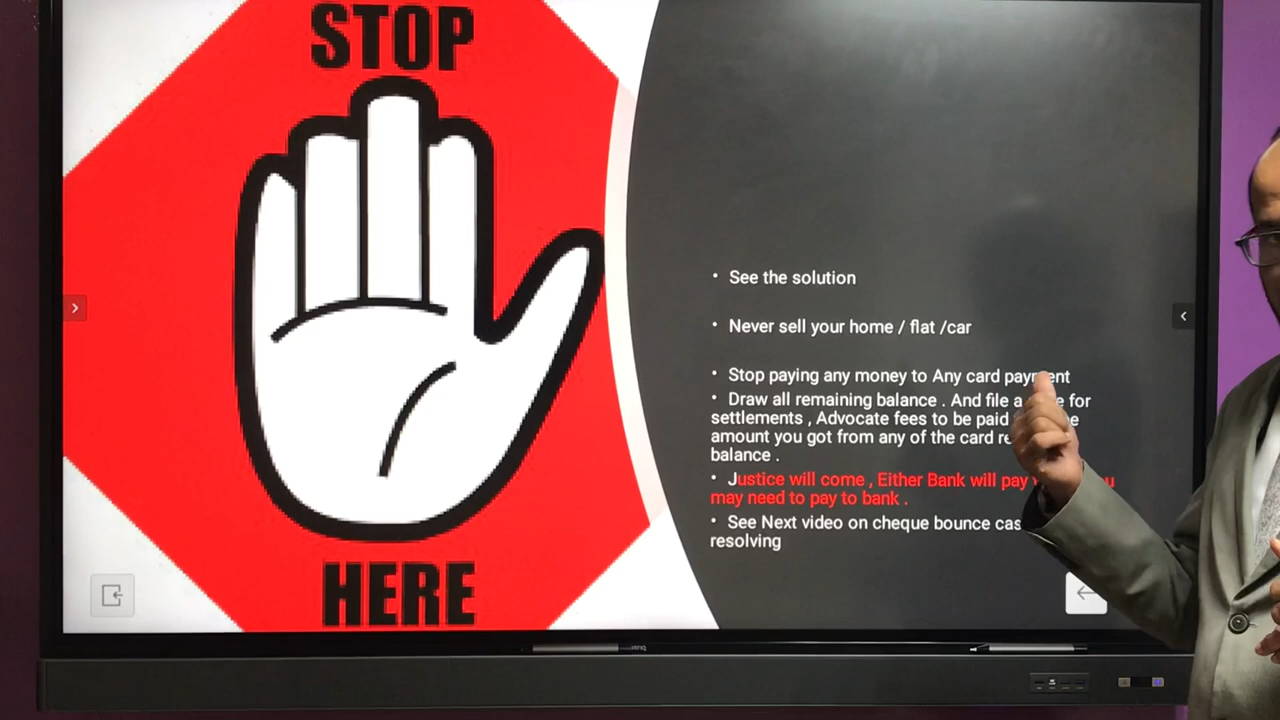 STOP
HERE
• See the solution
• Never sell your home / flat /car
• Stop paying any money to Any card payment
• Draw all remaining balance . And file a for
settlements , Advocate fees to be paid
amount you got from any of the card
balance .
• Justice will come , Either Bank will pay
may need to pay to bank .
• See Next video on cheque bounce
resolving
BenQ